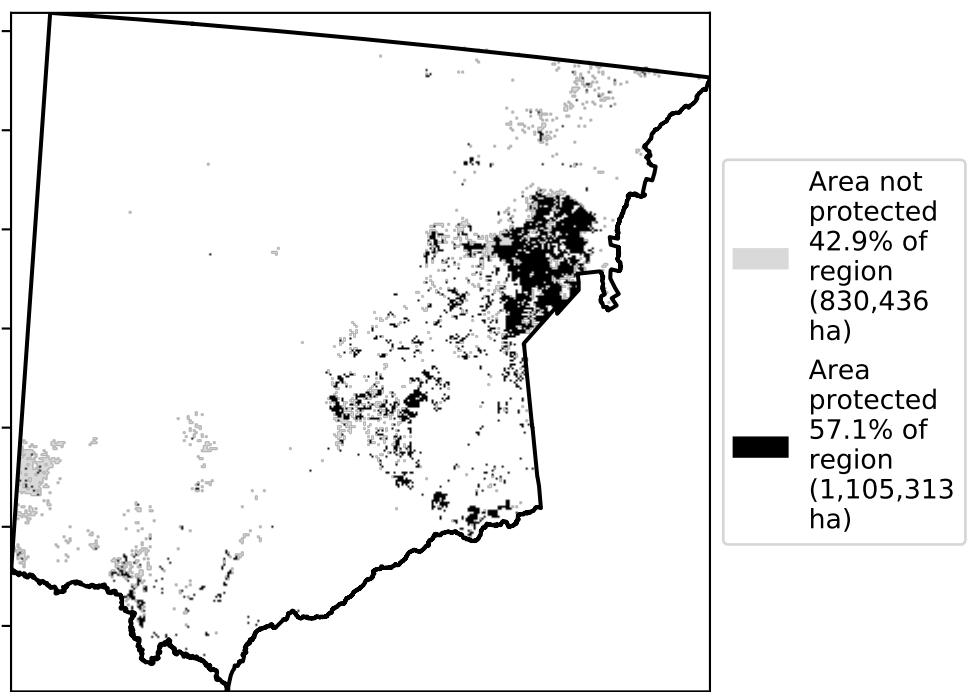 Area not
protected
42.9% of
region
(830,436
ha)
Area
protected
57.1% of
region
(1,105,313
ha)